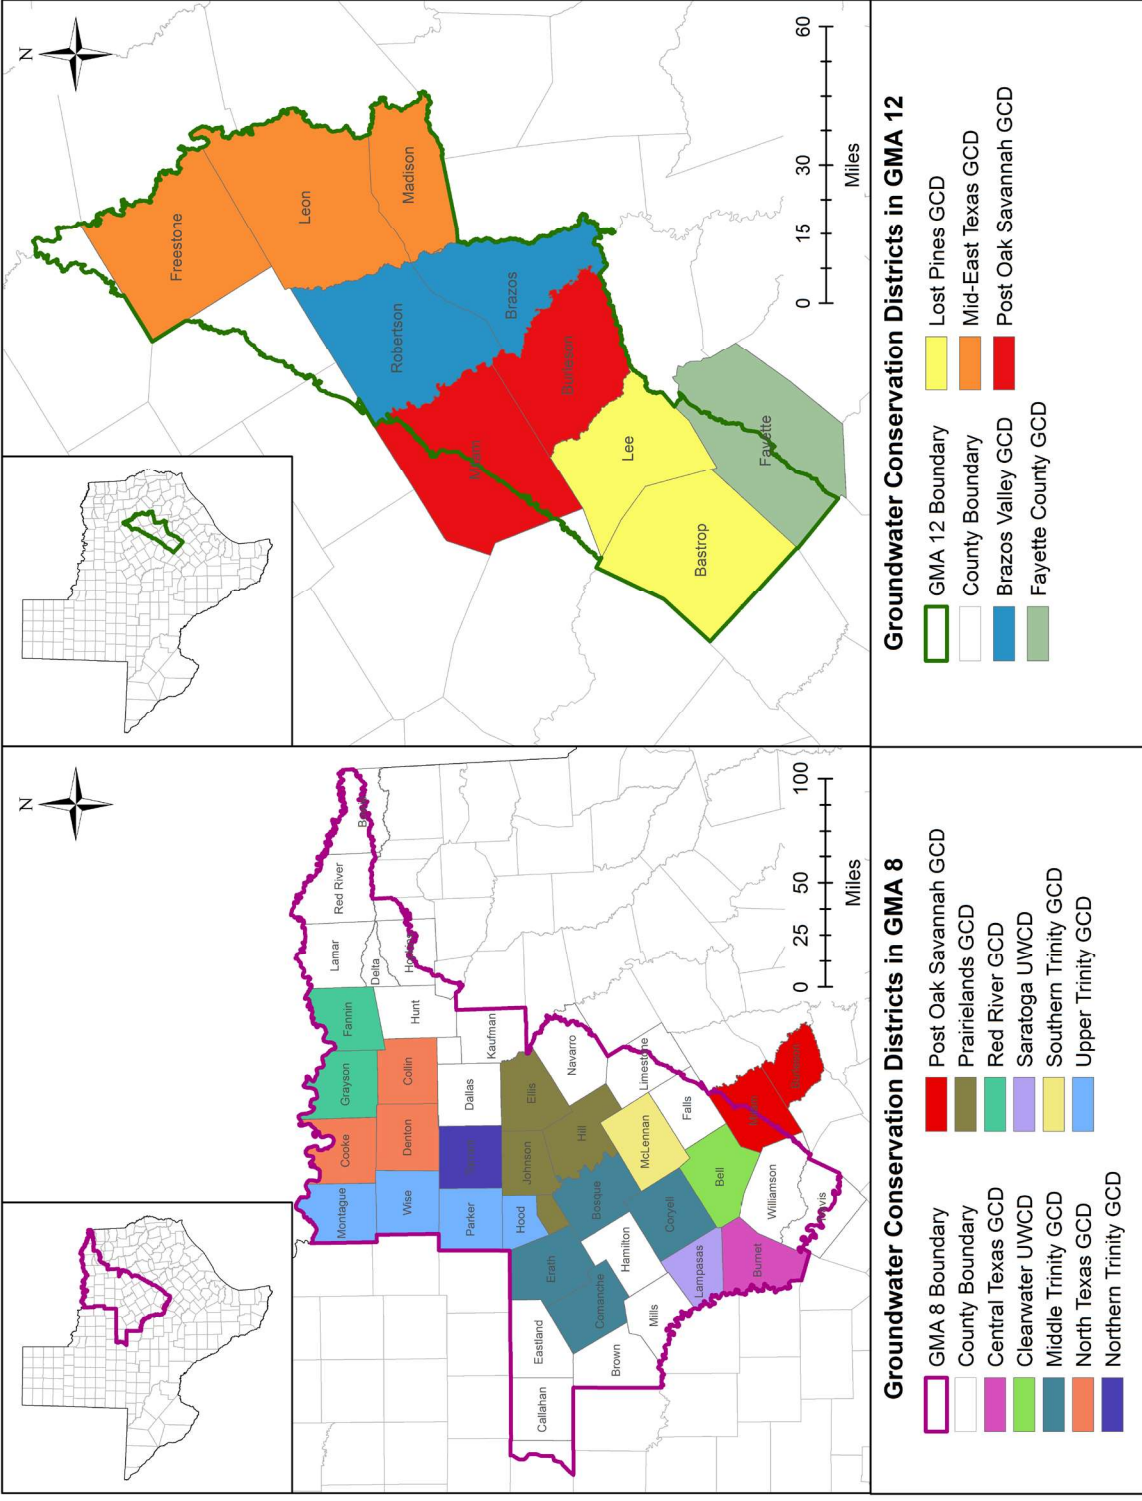 N
Montague
Cooke
Grayson
Fannin
Lamar
Red River
Delta
Wise
Denton
Collin
Hunt
Parker
Dallas
Kaufman
Hood
Johnson
Ellis
Navarro
Callahan
Eastland
Erath
Bosque
Hill
Limestone
Brown
Comanche
Hamilton
McLennan
Mills
Coryell
Falls
Lampasas
Bell
Burnet
Williamson
0 25 50 100
Miles
Groundwater Conservation Districts in GMA 8
GMA 8 Boundary
County Boundary
Central Texas GCD
Clearwater UWCD
Middle Trinity GCD
North Texas GCD
Northern Trinity GCD
Post Oak Savannah GCD
Prairielands GCD
Red River GCD
Saratoga UWCD
Southern Trinity GCD
Upper Trinity GCD
N
Freestone
Leon
Madison
Robertson
Brazos
Burleson
Milam
Lee
Bastrop
Fayette
0 15 30 60
Miles
Groundwater Conservation Districts in GMA 12
GMA 12 Boundary
County Boundary
Brazos Valley GCD
Fayette County GCD
Lost Pines GCD
Mid-East Texas GCD
Post Oak Savannah GCD